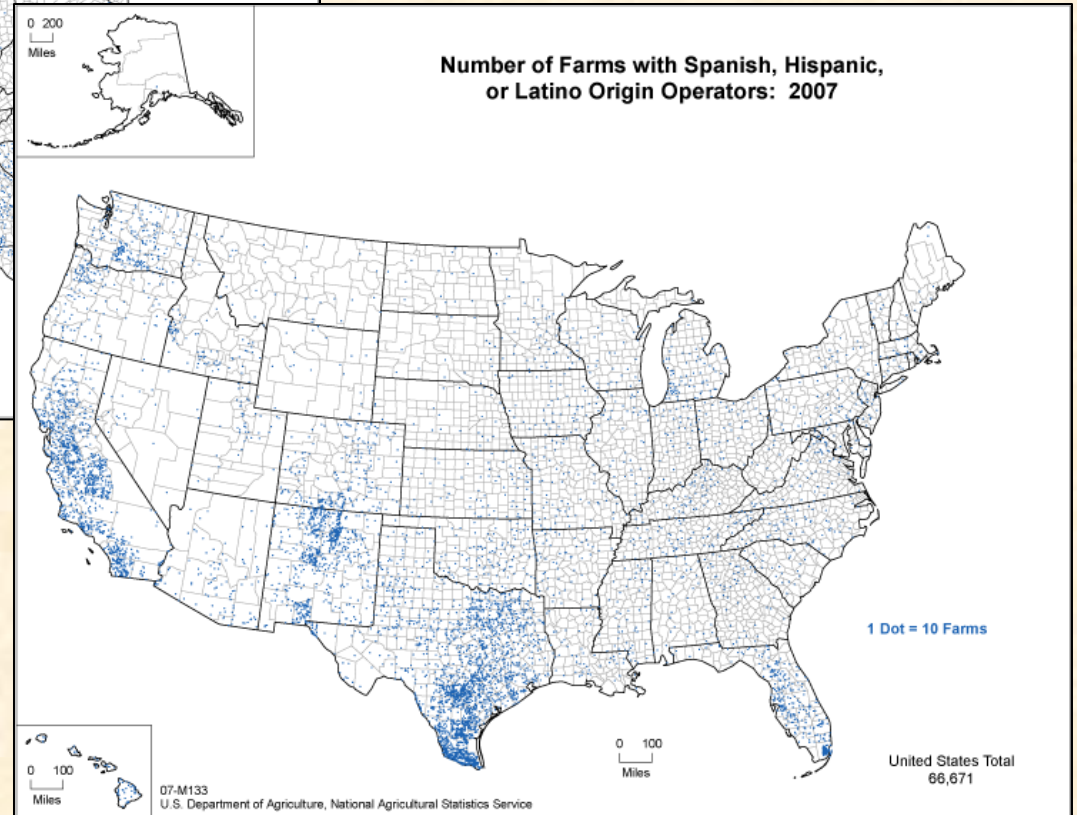 0 200
Miles
Number of Farms with Spanish, Hispanic,
or Latino Origin Operators: 2007
1 Dot = 10 Farms
0 100
Miles
United States Total
66,671
0 100
Miles
07-M133
U.S. Department of Agriculture, National Agricultural Statistics Service